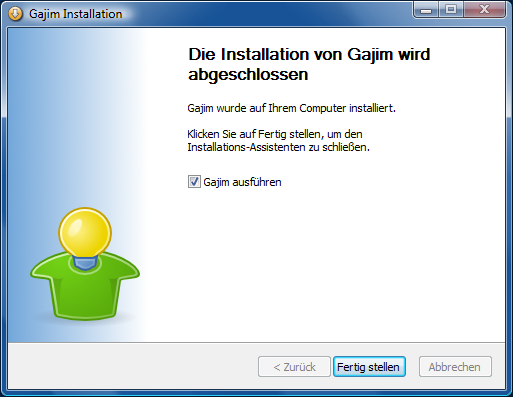 Gajim Installation
Die Installation von Gajim wird
abgeschlossen
Gajim wurde auf Ihrem Computer installiert.
Klicken Sie auf Fertig stellen, um den
Installations-Assistenten zu schließen.
Gajim ausführen
< Zurück
Fertig stellen
Abbrechen